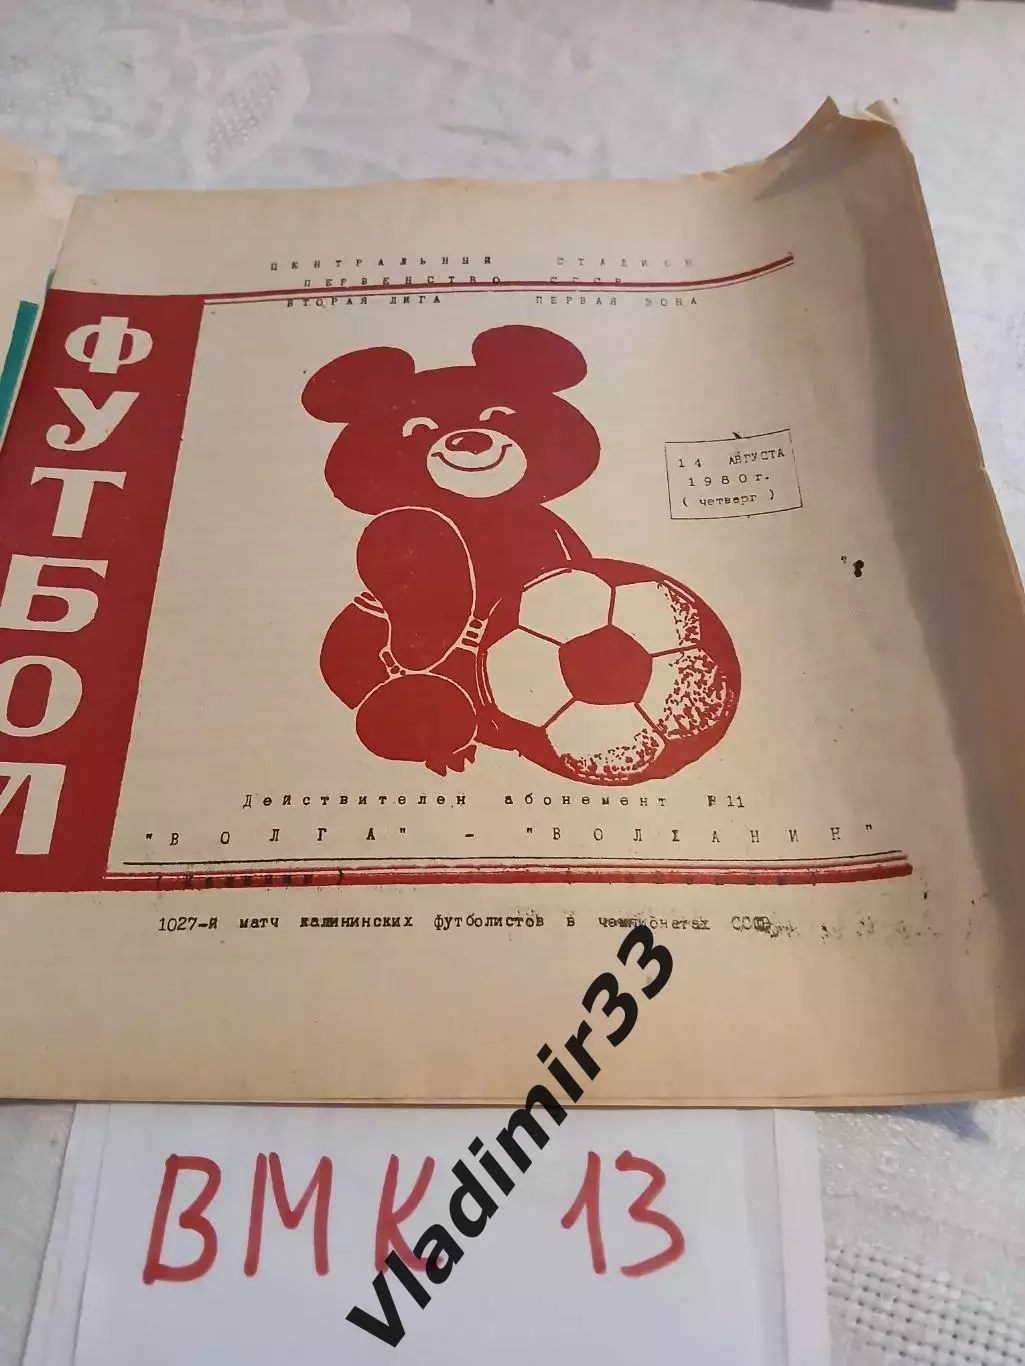 ЦЕНТРАЛЬНЫЙ СТАДИОН
ПЕРВЕНСТВО СССР
ВТОРАЯ ЛИГА ПЕРВАЯ ЗОНА
ФУТБОЛ
14 АВГУСТА
1980г.
(четверг)
Действителен абонемент №11
"ВОЛГА" - "ВОЛЖАНИН"
(Калинин)
1027-й матч калининских футболистов в чемпионатах СССР
vladimir33
ВМК 13